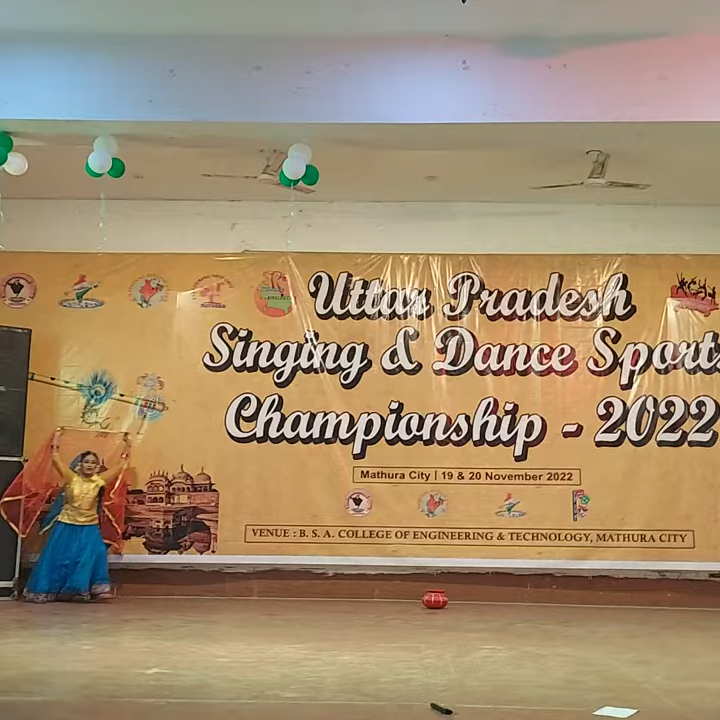 Uttar Pradesh
Singing & Dance Sports
Championship - 2022
Mathura City | 19 & 20 November 2022
VENUE : B. S. A. COLLEGE OF ENGINEERING & TECHNOLOGY, MATHURA CITY